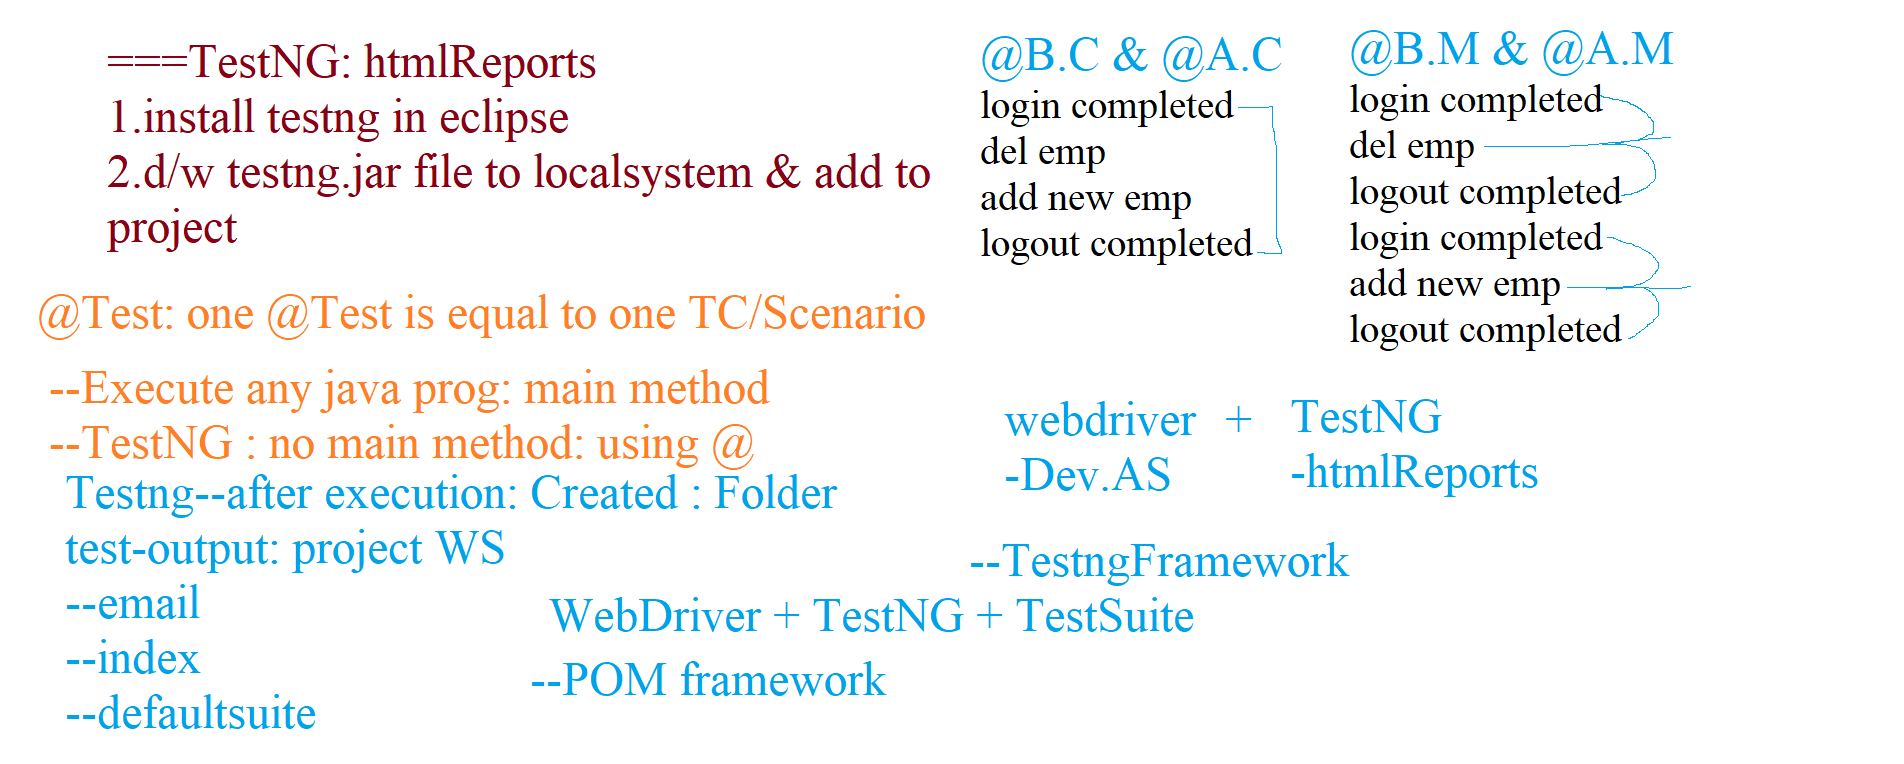 ===TestNG: htmlReports
1.install testng in eclipse
2.d/w testng.jar file to localsystem & add to
project
@Test: one @Test is equal to one TC/Scenario
--Execute any java prog: main method
--TestNG : no main method: using @
Testng--after execution: Created : Folder
test-output: project WS
--email
--index
--defaultsuite
@B.C & @A.C
login completed
del emp
add new emp
logout completed
@B.M & @A.M
login completed
del emp
logout completed
login completed
add new emp
logout completed
webdriver + TestNG
-Dev.AS -htmlReports
--TestngFramework
WebDriver + TestNG + TestSuite
--POM framework